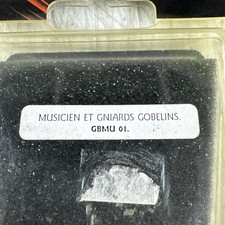 MUSICIEN ET GNIARDS GOBELINS.
GBMU 01.